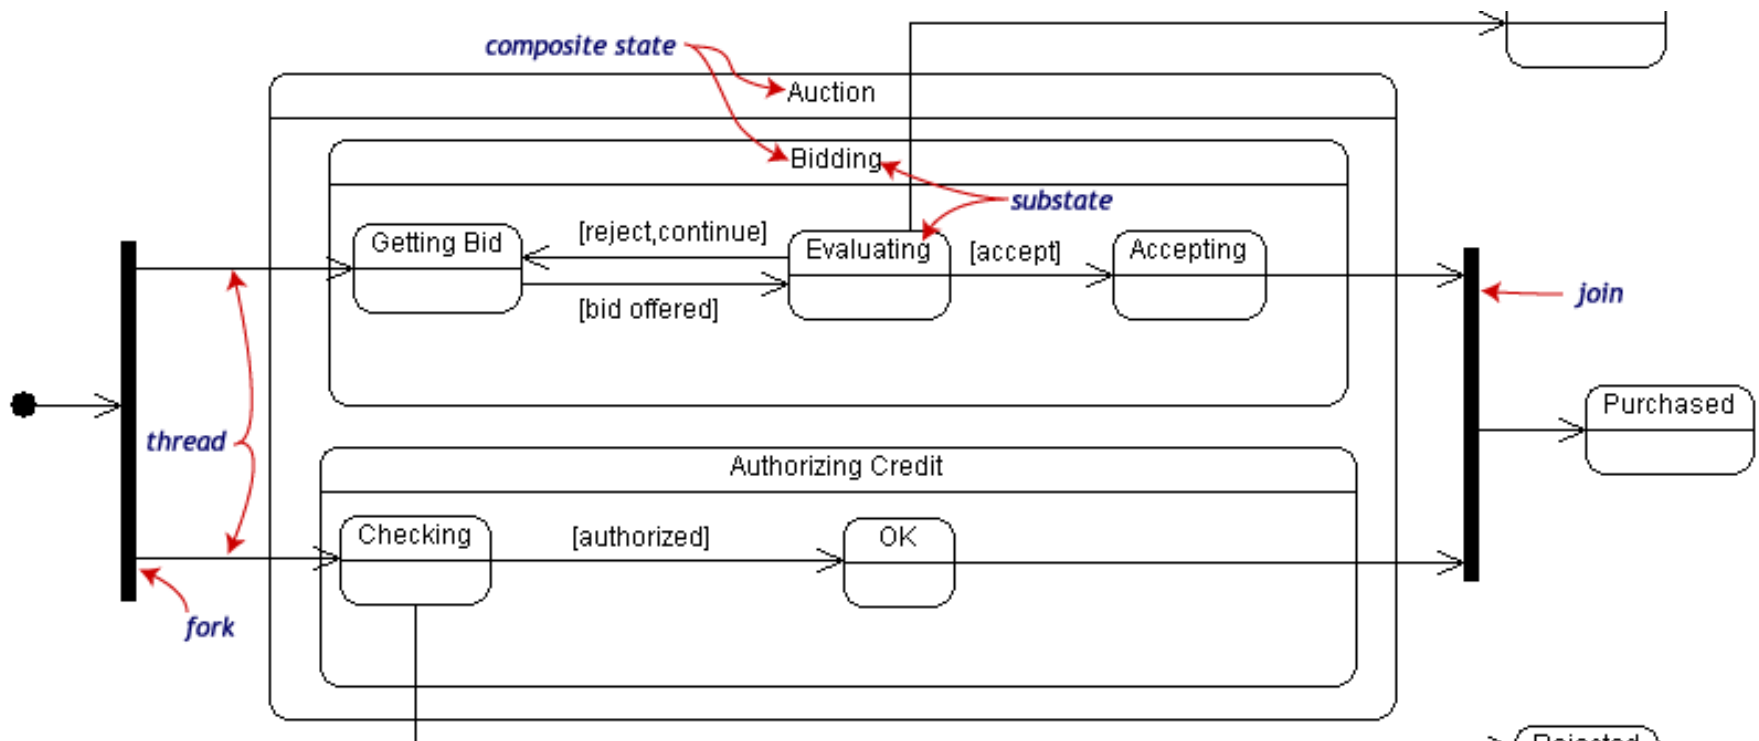 composite state
Auction
Bidding
substate
Getting Bid
[reject,continue]
Evaluating
[accept]
Accepting
[bid offered]
join
Purchased
thread
Authorizing Credit
Checking
[authorized]
OK
fork